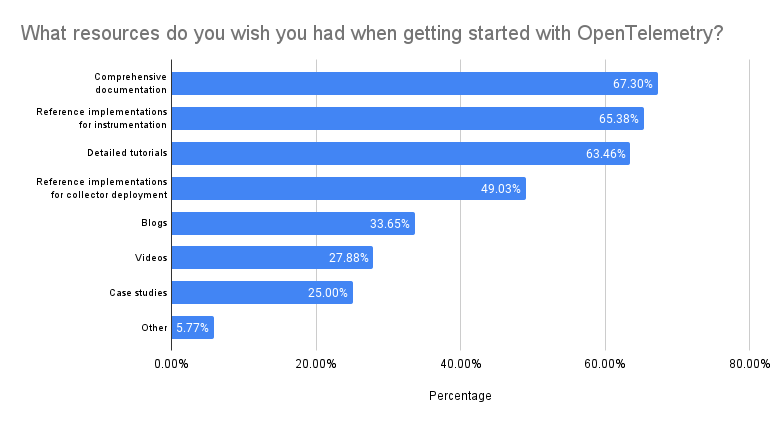 What resources do you wish you had when getting started with OpenTelemetry?
Comprehensive
documentation
67.30%
Reference implementations
for instrumentation
65.38%
Detailed tutorials
63.46%
Reference implementations
for collector deployment
49.03%
Blogs
33.65%
Videos
27.88%
Case studies
25.00%
Other
5.77%
0.00%
20.00%
40.00%
60.00%
80.00%
Percentage